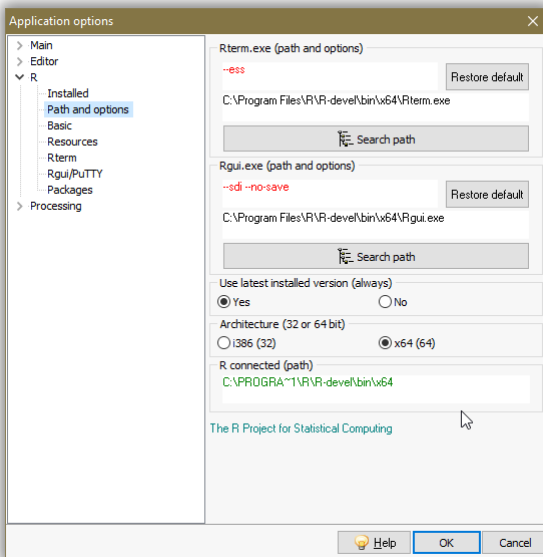 Application options
Main
Editor
R
Installed
Path and options
Basic
Resources
Rterm
Rgui/PuTTY
Packages
Processing
Rterm.exe (path and options)
--ess
Restore default
C:\Program Files\R\R-devel\bin\x64\Rterm.exe
Search path
Rgui.exe (path and options)
--sdi --no-save
Restore default
C:\Program Files\R\R-devel\bin\x64\Rgui.exe
Search path
Use latest installed version (always)
Yes No
Architecture (32 or 64 bit)
i386 (32) x64 (64)
R connected (path)
C:\PROGRA~1\R\R-devel\bin\x64
The R Project for Statistical Computing
Help OK Cancel